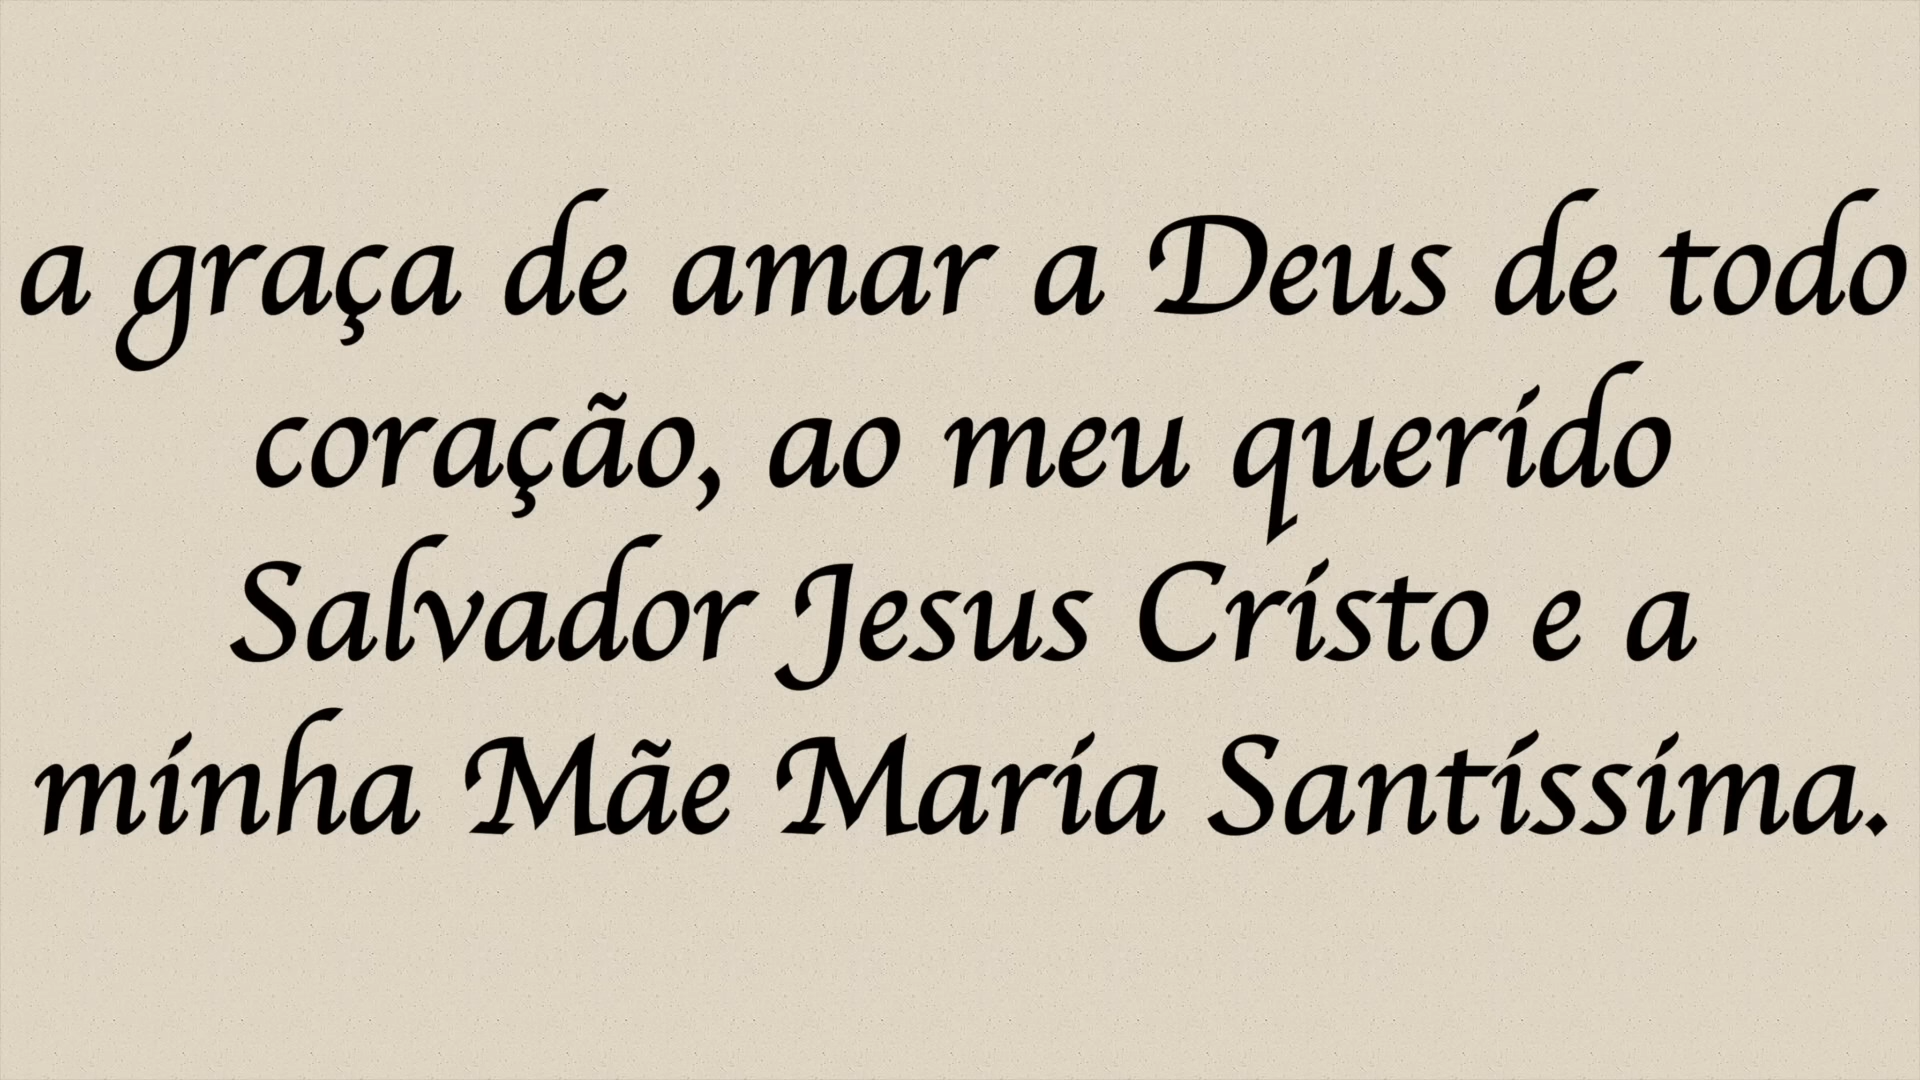 a graça de amar a Deus de todo
coração, ao meu querido
Salvador Jesus Cristo e a
minha Mãe Maria Santíssima.